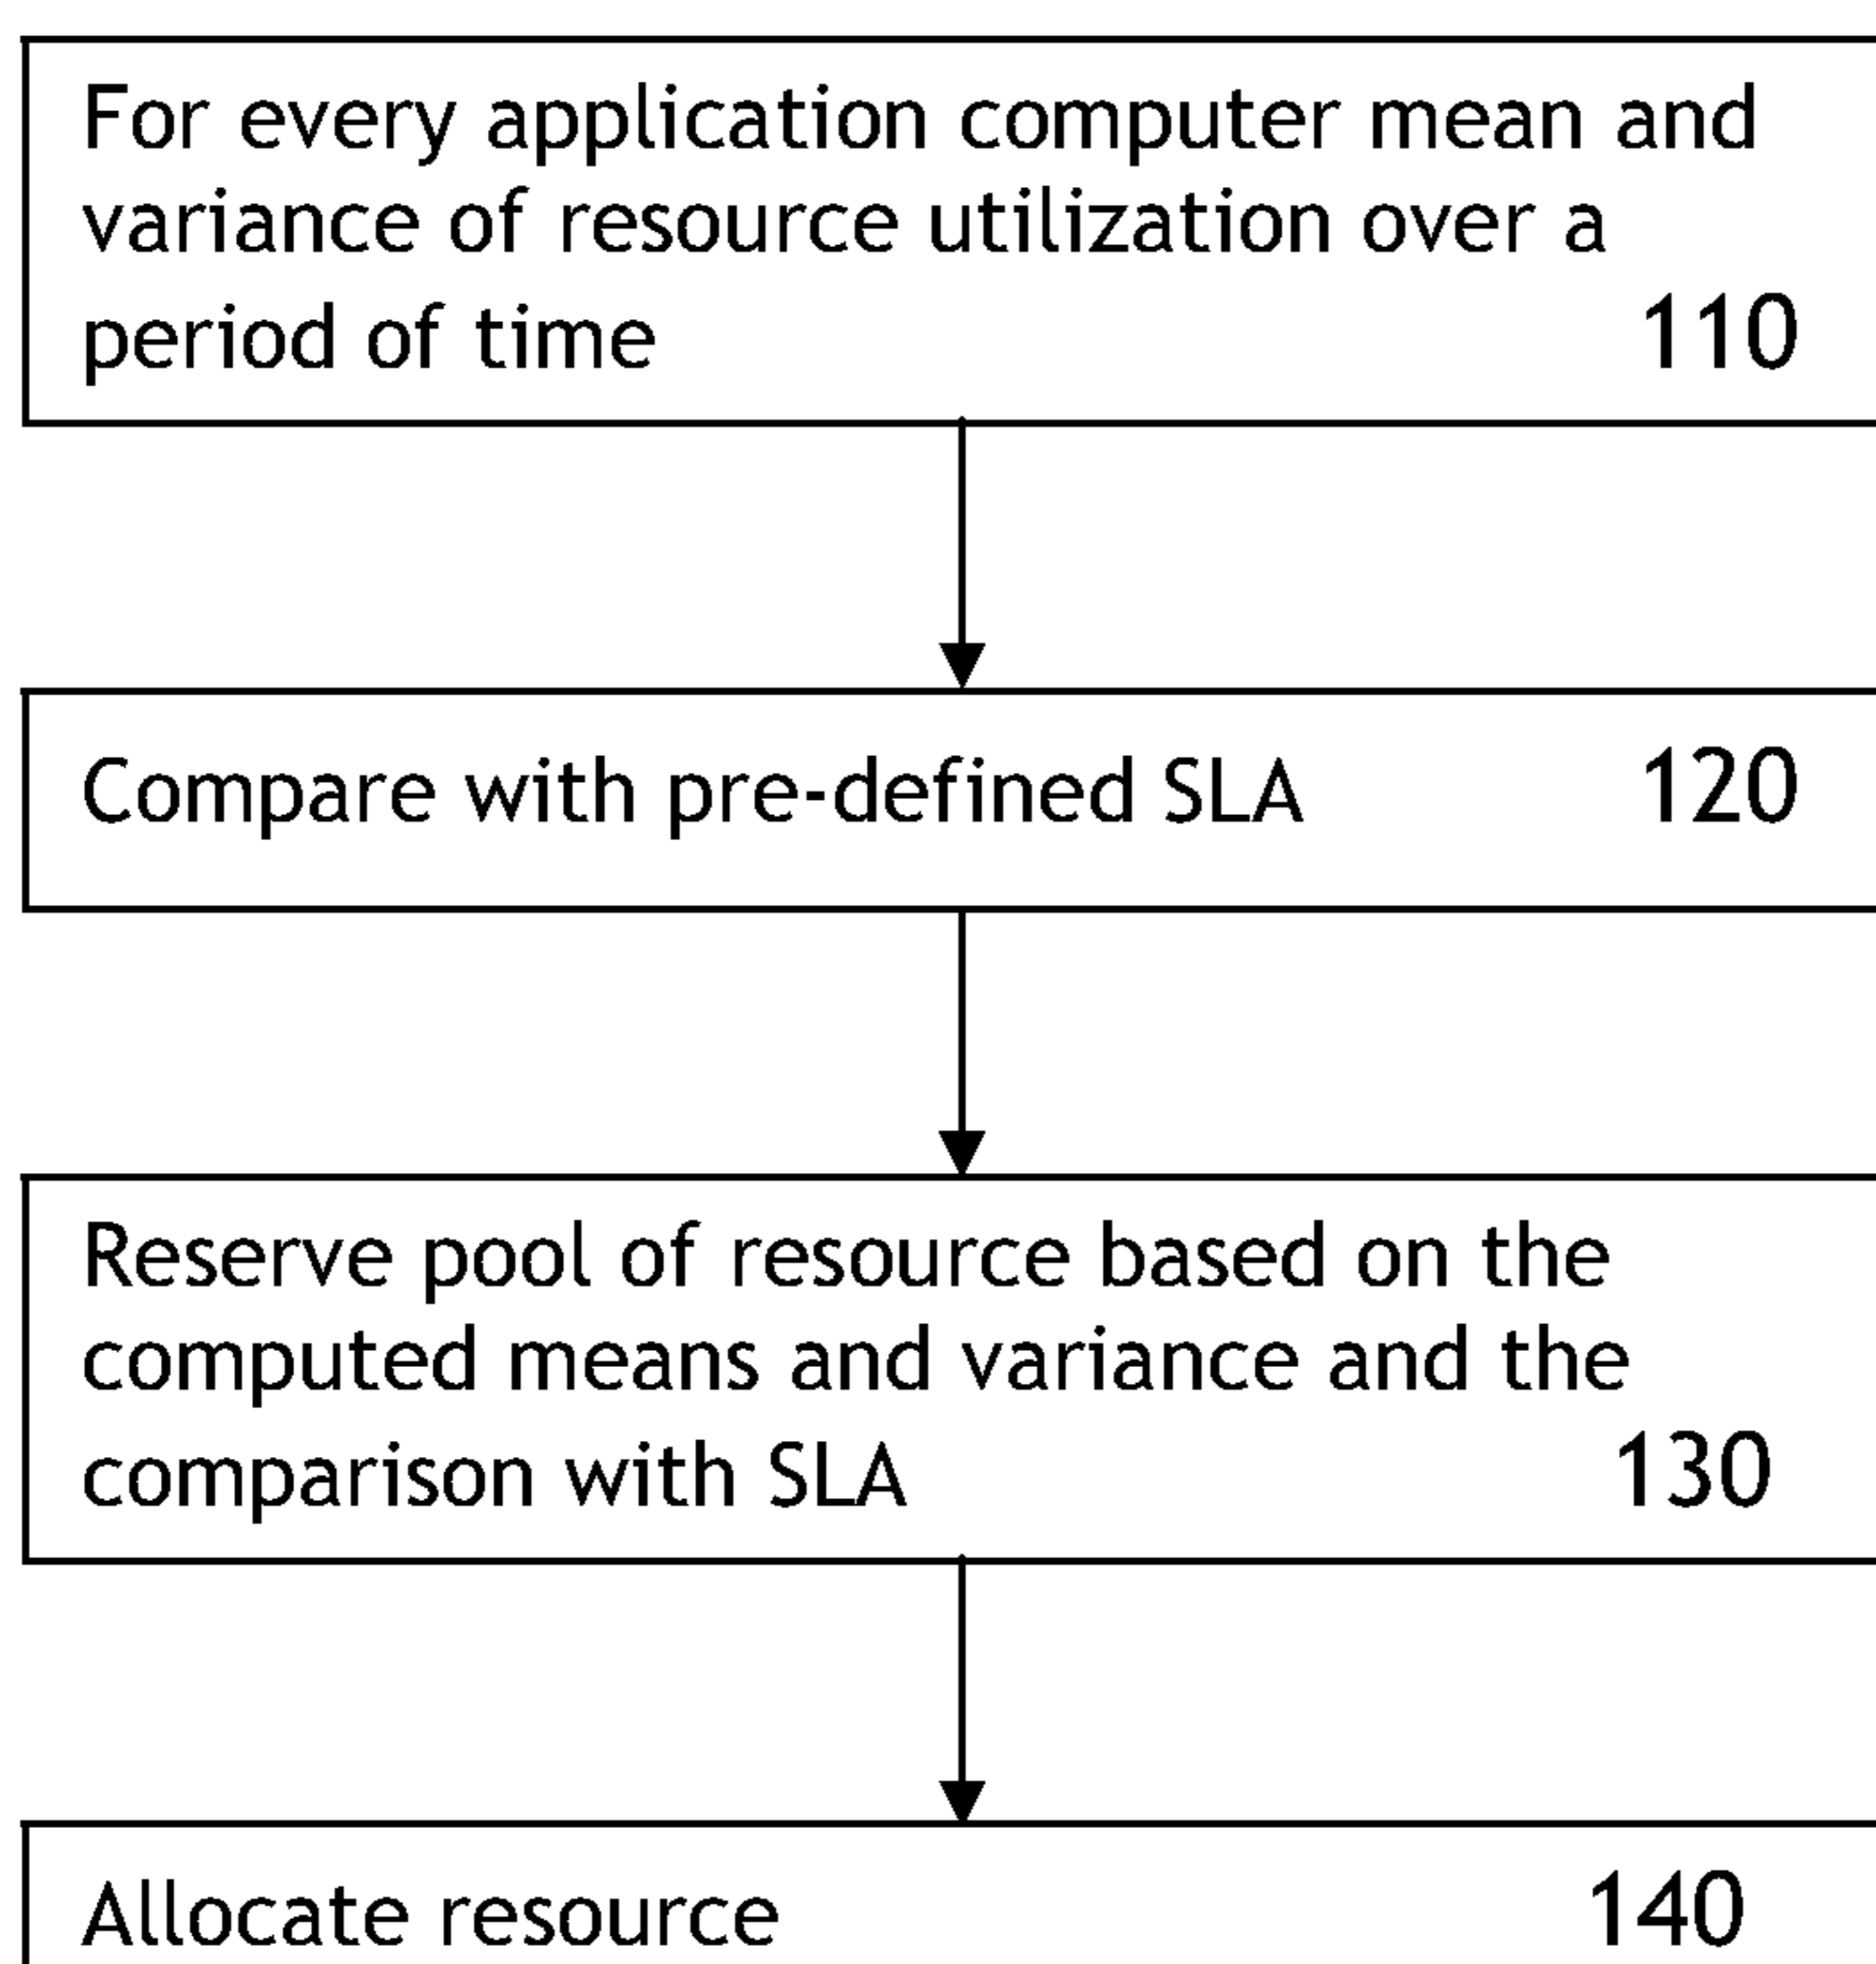 For every application computer mean and
variance of resource utilization over a
period of time 110
Compare with pre-defined SLA 120
Reserve pool of resource based on the
computed means and variance and the
comparison with SLA 130
Allocate resource 140